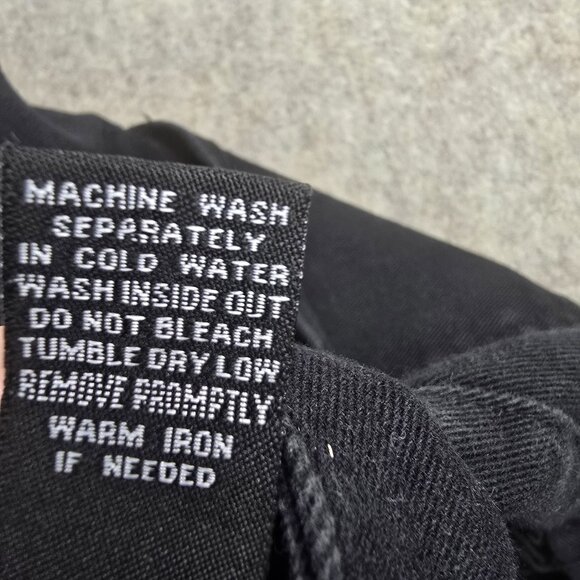 MACHINE WASH
SEPARATELY
IN COLD WATER
WASH INSIDE OUT
DO NOT BLEACH
TUMBLE DRY LOW
REMOVE PROMPTLY
WARM IRON
IF NEEDED